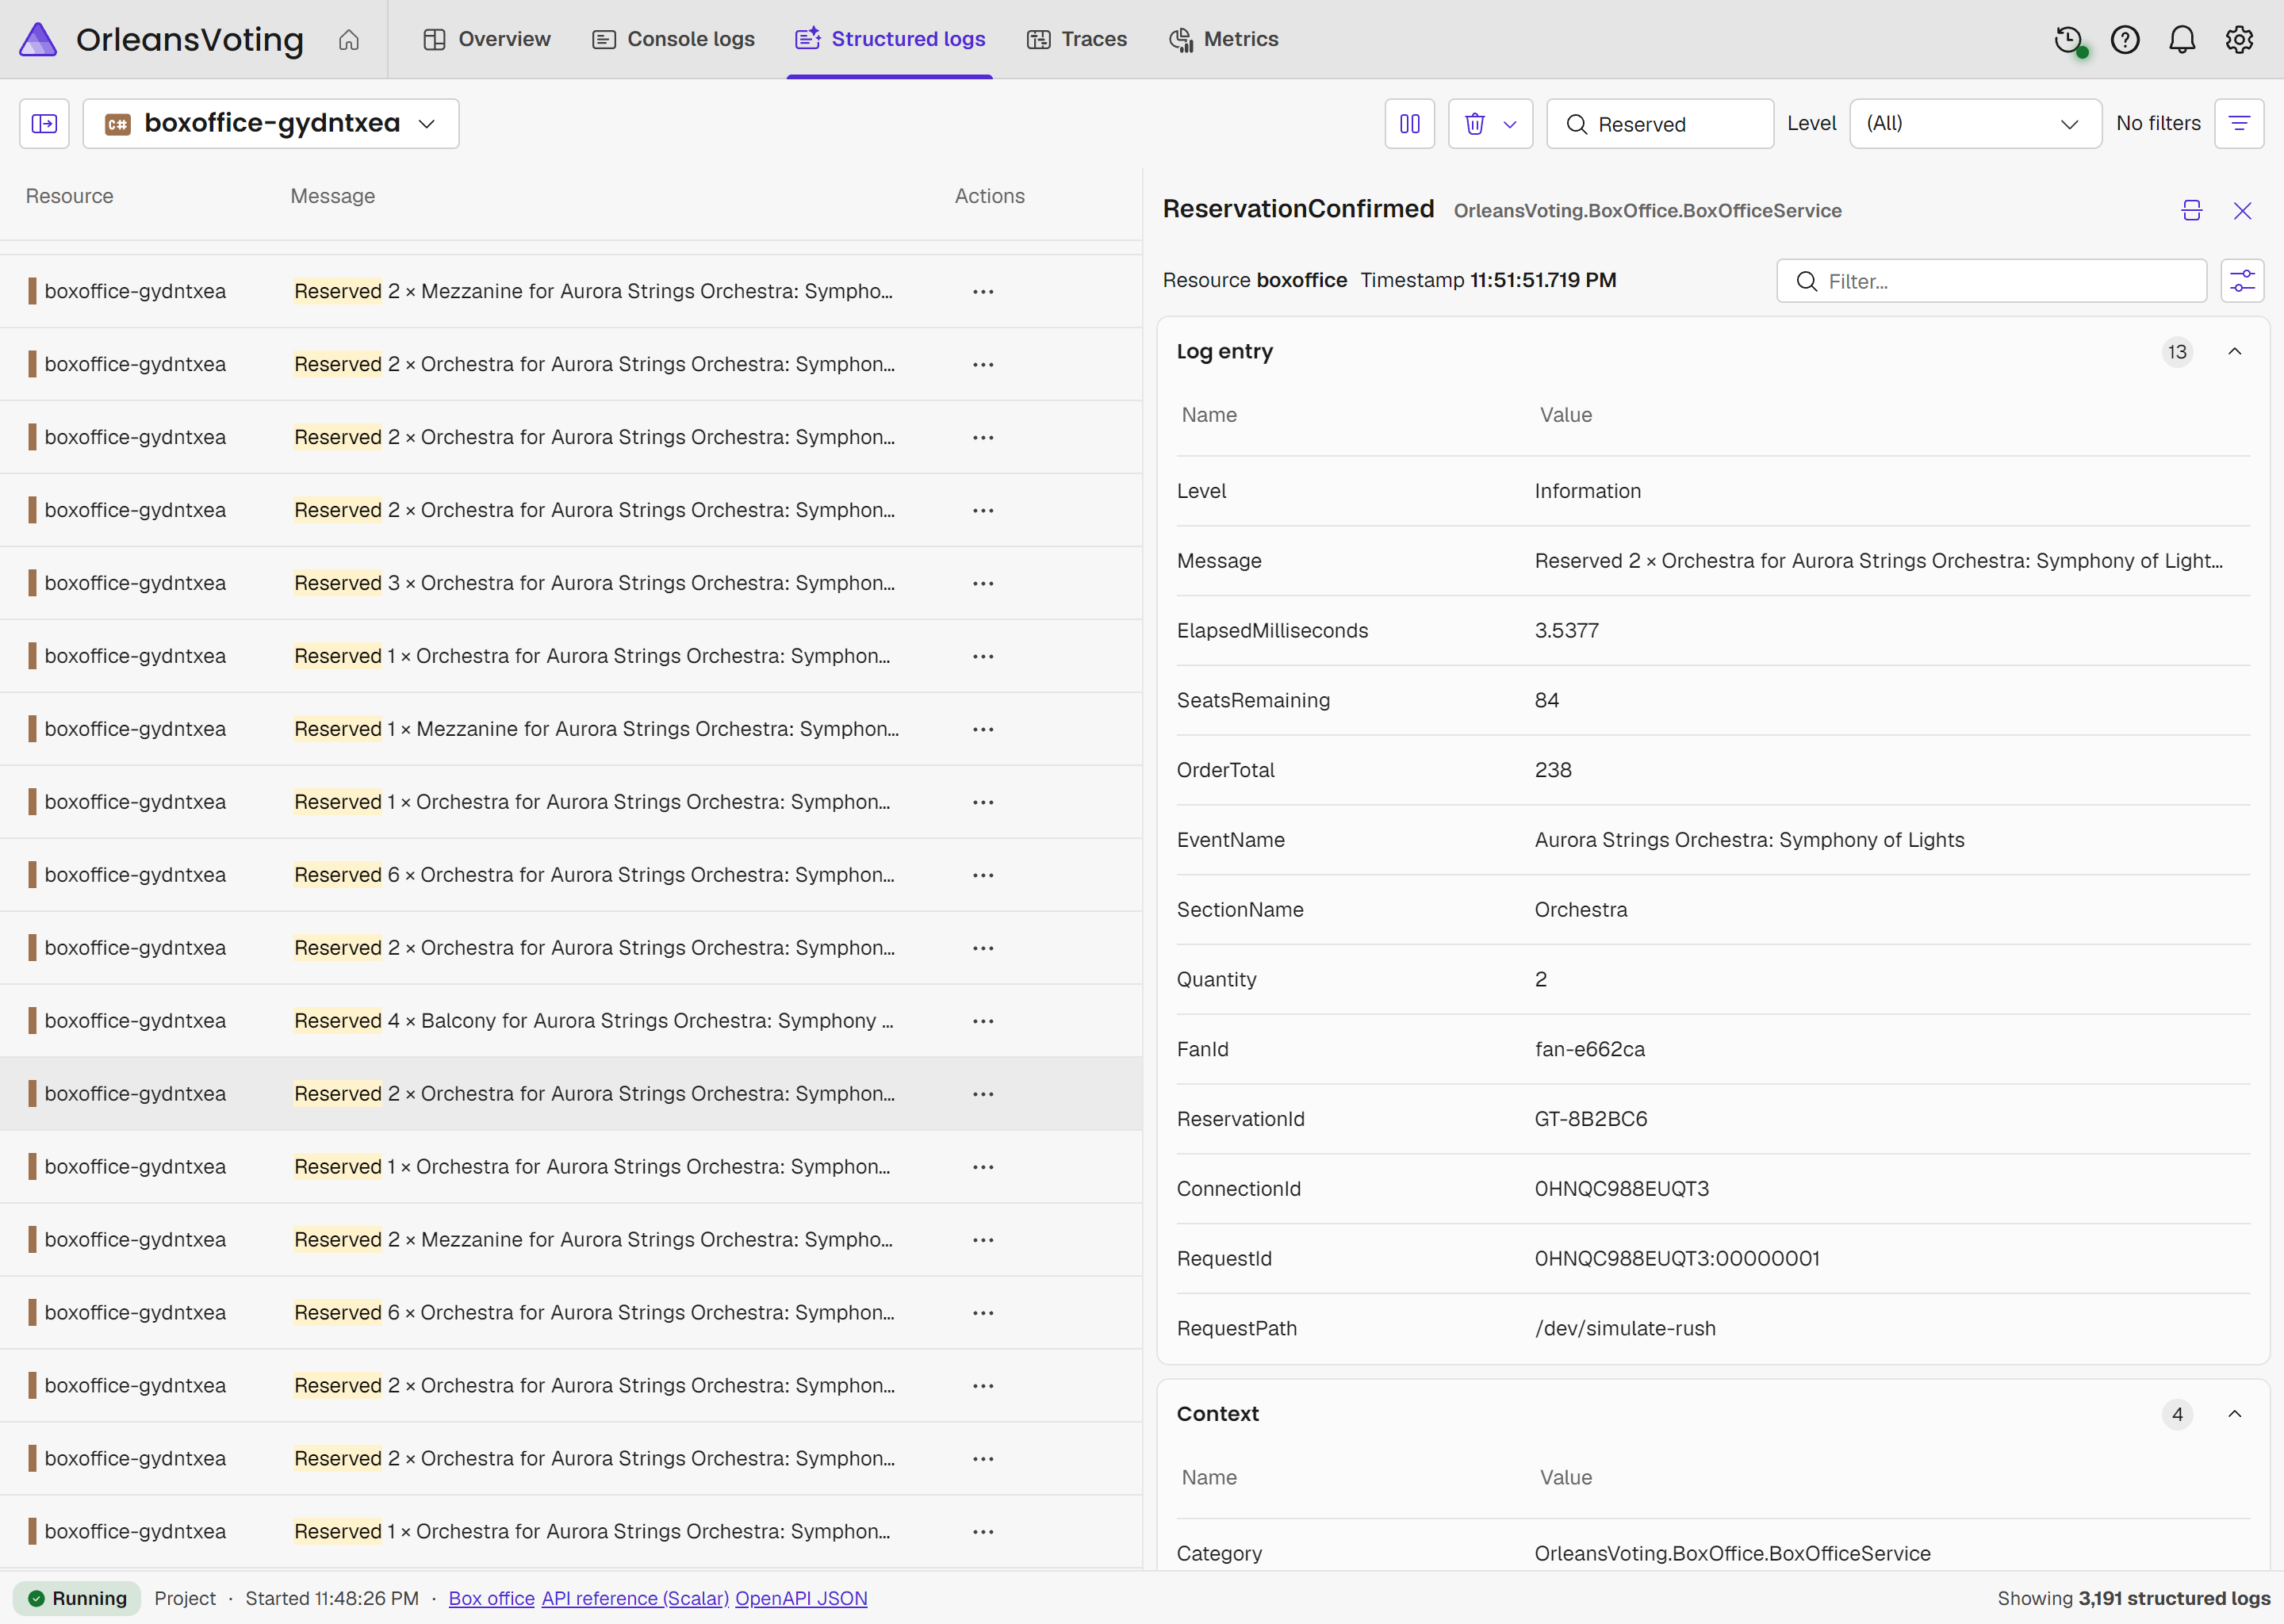 OrleansVoting
Overview
Console logs
Structured logs
Traces
Metrics
C# boxoffice-gydntxea
Reserved
Level
(All)
No filters
Resource Message Actions
boxoffice-gydntxea Reserved 2 × Mezzanine for Aurora Strings Orchestra: Sympho...
boxoffice-gydntxea Reserved 2 × Orchestra for Aurora Strings Orchestra: Symphon...
boxoffice-gydntxea Reserved 2 × Orchestra for Aurora Strings Orchestra: Symphon...
boxoffice-gydntxea Reserved 2 × Orchestra for Aurora Strings Orchestra: Symphon...
boxoffice-gydntxea Reserved 3 × Orchestra for Aurora Strings Orchestra: Symphon...
boxoffice-gydntxea Reserved 1 × Orchestra for Aurora Strings Orchestra: Symphon...
boxoffice-gydntxea Reserved 1 × Mezzanine for Aurora Strings Orchestra: Symphon...
boxoffice-gydntxea Reserved 1 × Orchestra for Aurora Strings Orchestra: Symphon...
boxoffice-gydntxea Reserved 6 × Orchestra for Aurora Strings Orchestra: Symphon...
boxoffice-gydntxea Reserved 2 × Orchestra for Aurora Strings Orchestra: Symphon...
boxoffice-gydntxea Reserved 4 × Balcony for Aurora Strings Orchestra: Symphony ...
boxoffice-gydntxea Reserved 2 × Orchestra for Aurora Strings Orchestra: Symphon...
boxoffice-gydntxea Reserved 1 × Orchestra for Aurora Strings Orchestra: Symphon...
boxoffice-gydntxea Reserved 2 × Mezzanine for Aurora Strings Orchestra: Sympho...
boxoffice-gydntxea Reserved 6 × Orchestra for Aurora Strings Orchestra: Symphon...
boxoffice-gydntxea Reserved 2 × Orchestra for Aurora Strings Orchestra: Symphon...
boxoffice-gydntxea Reserved 2 × Orchestra for Aurora Strings Orchestra: Symphon...
boxoffice-gydntxea Reserved 1 × Orchestra for Aurora Strings Orchestra: Symphon...
ReservationConfirmed OrleansVoting.BoxOffice.BoxOfficeService
Resource boxoffice Timestamp 11:51:51.719 PM
Filter...
Log entry 13
Name Value
Level Information
Message Reserved 2 × Orchestra for Aurora Strings Orchestra: Symphony of Light...
ElapsedMilliseconds 3.5377
SeatsRemaining 84
OrderTotal 238
EventName Aurora Strings Orchestra: Symphony of Lights
SectionName Orchestra
Quantity 2
FanId fan-e662ca
ReservationId GT-8B2BC6
ConnectionId 0HNQC988EUQT3
RequestId 0HNQC988EUQT3:00000001
RequestPath /dev/simulate-rush
Context 4
Name Value
Category OrleansVoting.BoxOffice.BoxOfficeService
Running Project · Started 11:48:26 PM · Box office API reference (Scalar) OpenAPI JSON
Showing 3,191 structured logs